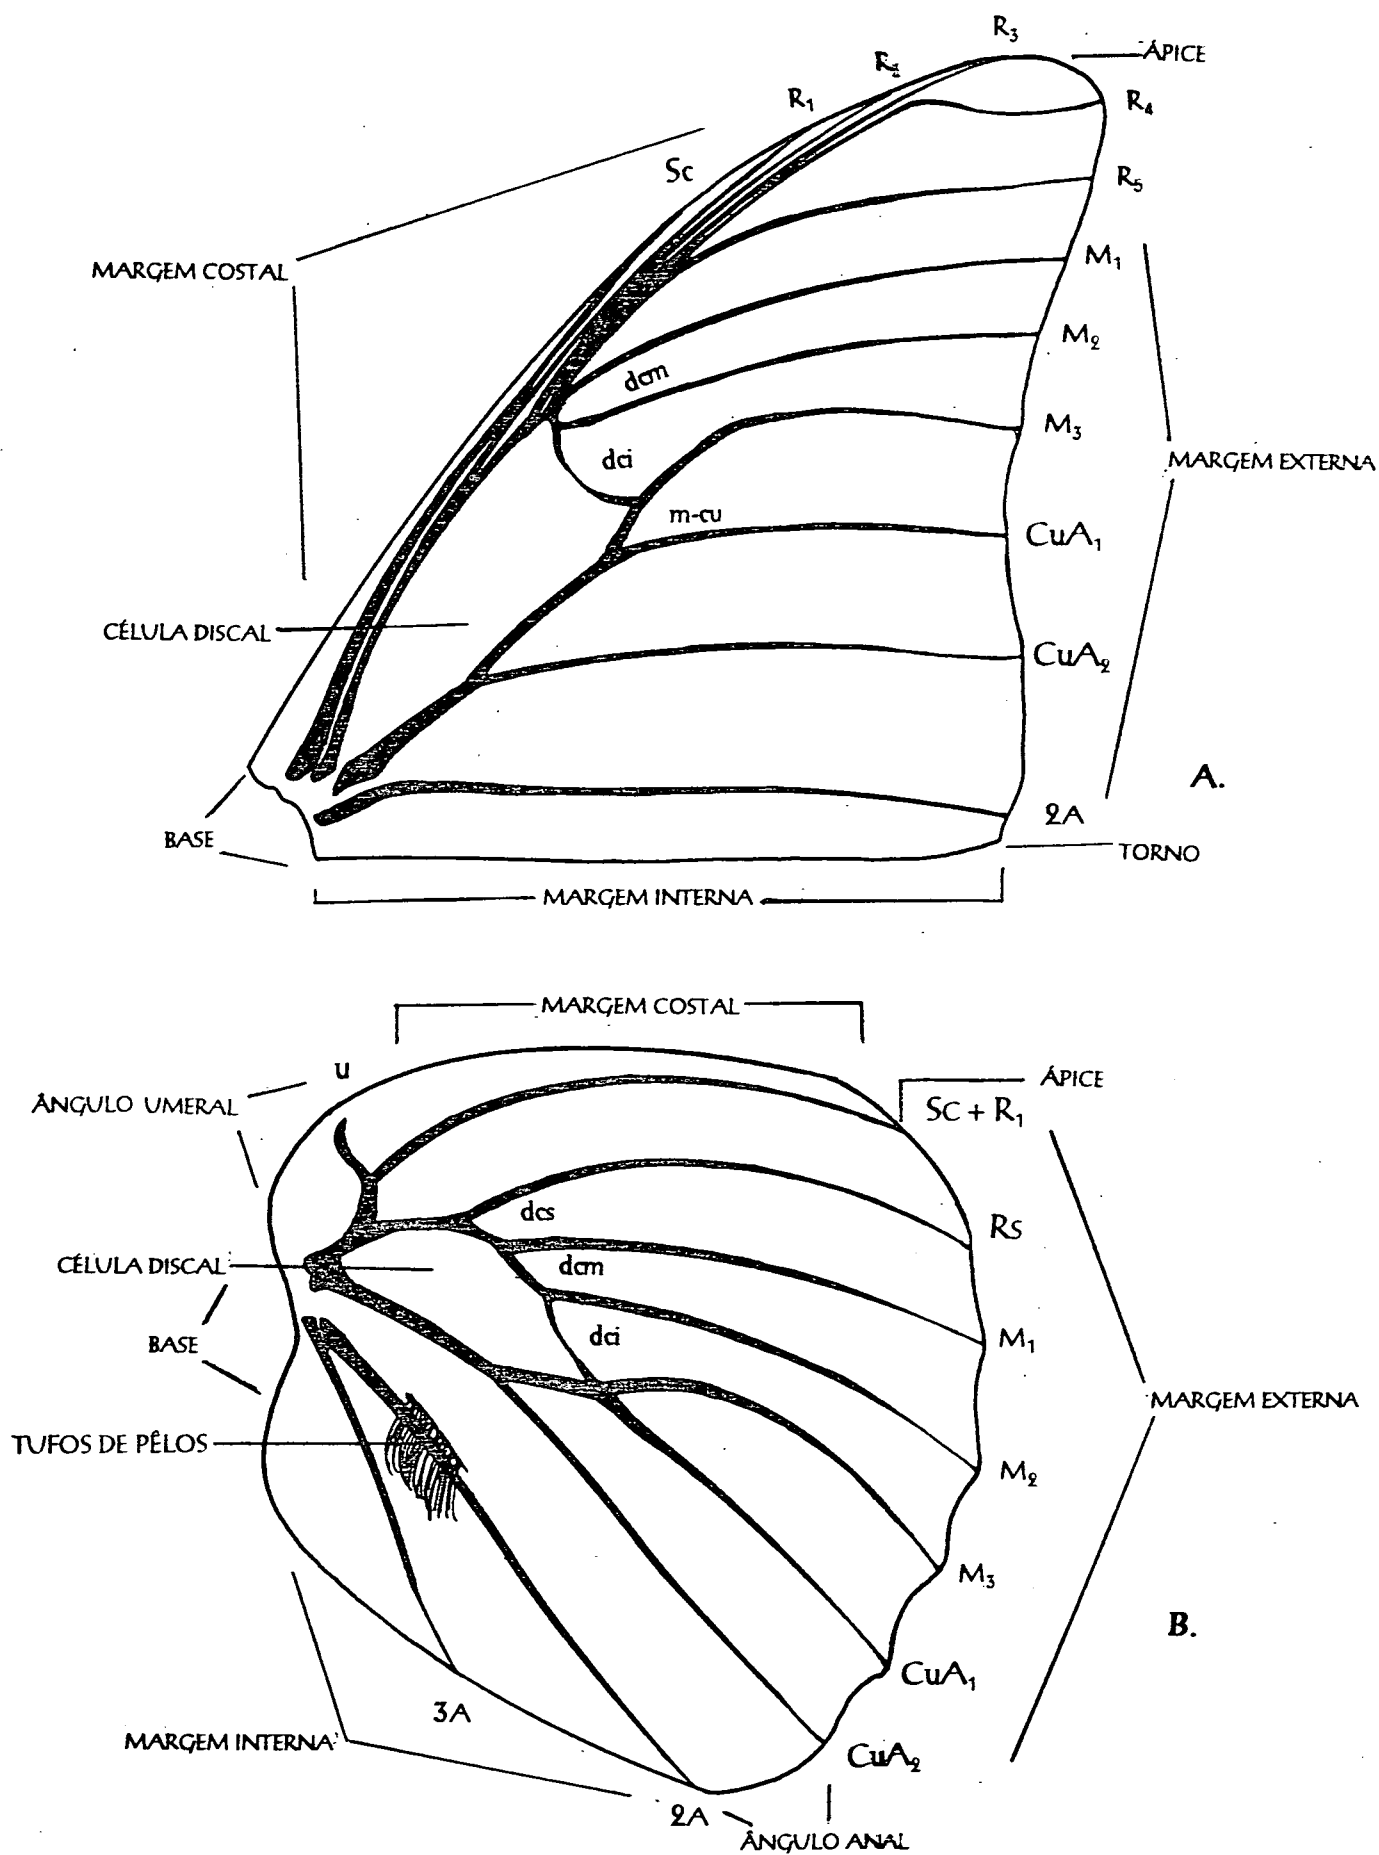 R₃
ÁPICE
R₂
R₁
R₄
Sc
R₅
M₁
MARGEM COSTAL
M₂
dcm
M₃
dci
MARGEM EXTERNA
m-cu
CuA₁
CÉLULA DISCAL
CuA₂
A.
2A
BASE
TORNO
MARGEM INTERNA
MARGEM COSTAL
u
ÁPICE
ÂNGULO UMERAL
Sc + R₁
dcs
Rs
CÉLULA DISCAL
dcm
dci
M₁
BASE
MARGEM EXTERNA
TUFOS DE PÊLOS
M₂
M₃
B.
CuA₁
3A
MARGEM INTERNA
CuA₂
2A
ÂNGULO ANAL